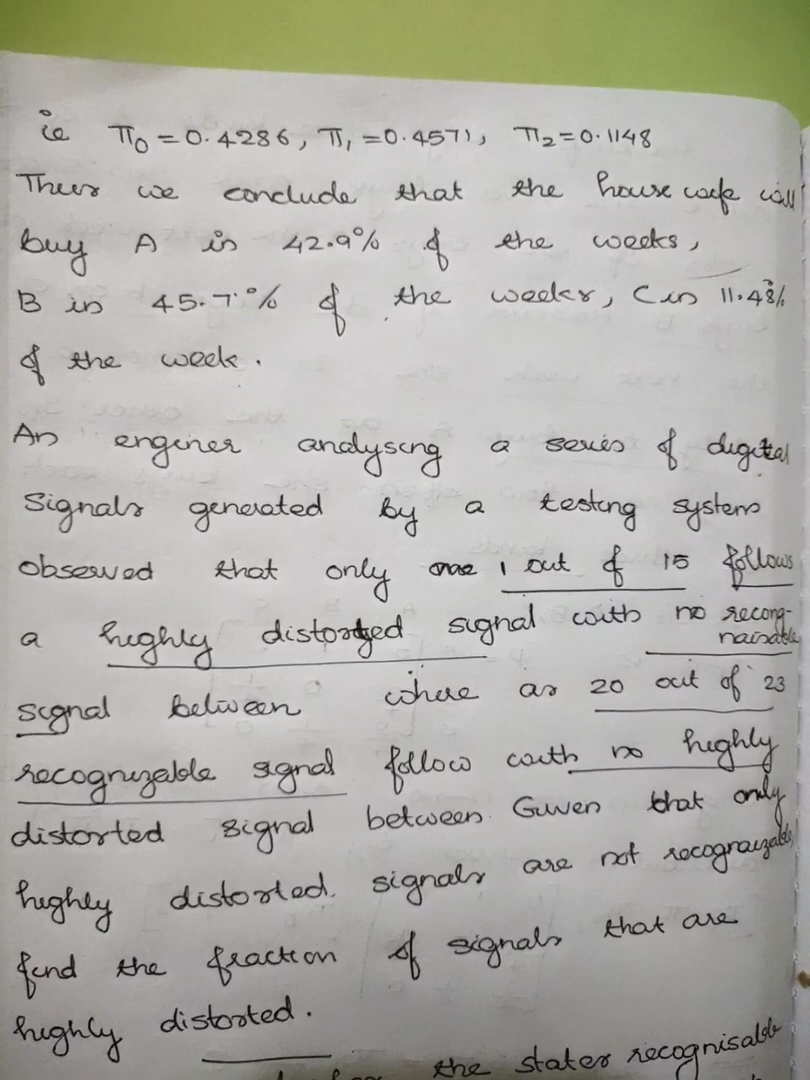 ie π₀ = 0.4286, π₁ = 0.4571, π₂ = 0.1148
Thus we conclude that the house wife will
buy A in 42.9% of the weeks,
B in 45.7% of the weeks, C in 11.48%
of the week.
An enginer analysing a series of digital
Signals generated by a testing system
observed that only 1 out of 15 follows
a highly distorted signal with no recong-
naisable
signal between where as 20 out of 23
recognizable signal follow with no highly
distorted signal between. Given that only
highly distorted signals are not recognaizable
find the fraction of signals that are
highly distorted.
the states recognisable